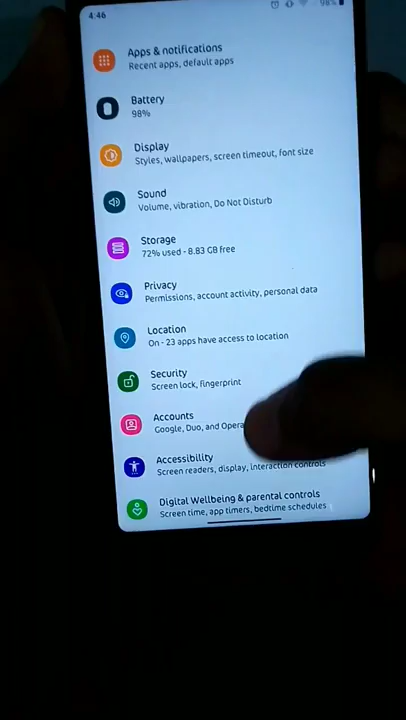 4:46
98%
Apps & notifications
Recent apps, default apps
Battery
98%
Display
Styles, wallpapers, screen timeout, font size
Sound
Volume, vibration, Do Not Disturb
Storage
72% used - 8.83 GB free
Privacy
Permissions, account activity, personal data
Location
On - 23 apps have access to location
Security
Screen lock, fingerprint
Accounts
Google, Duo, and Opera
Accessibility
Screen readers, display, interaction controls
Digital Wellbeing & parental controls
Screen time, app timers, bedtime schedules